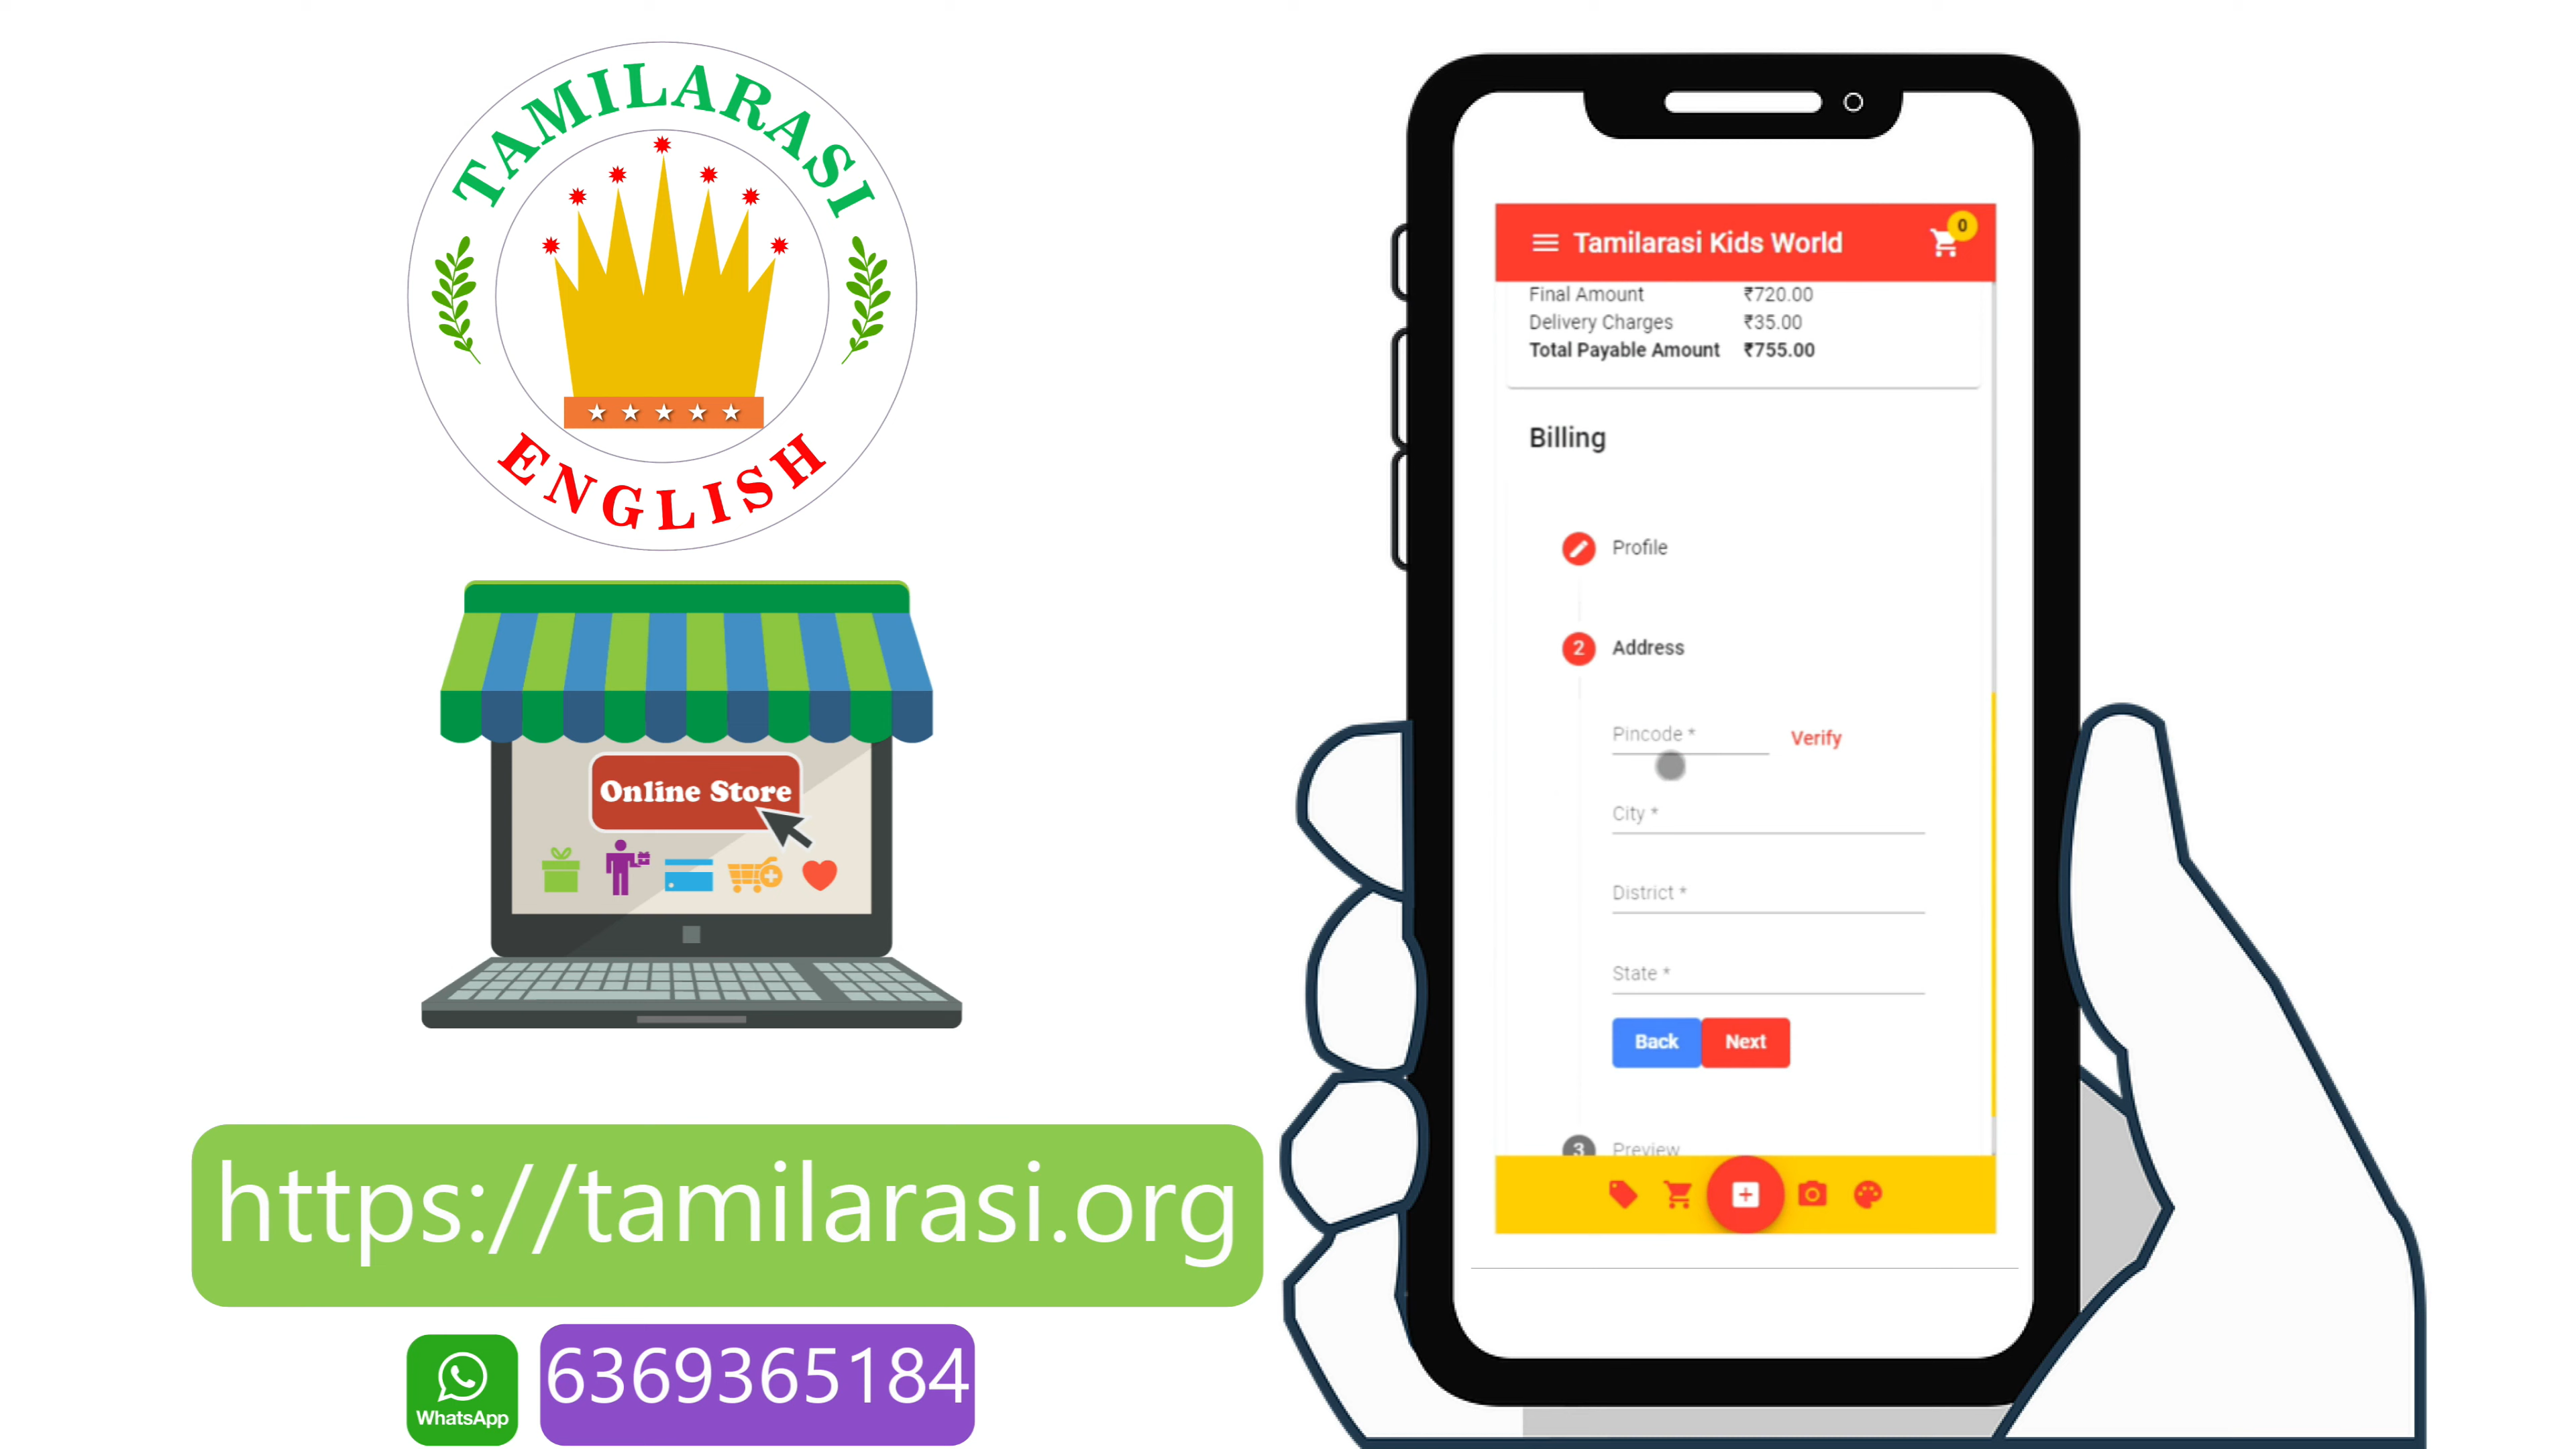 TAMILARASI
ENGLISH
Online Store
https://tamilarasi.org
WhatsApp
6369365184
Tamilarasi Kids World
0
Final Amount ₹720.00
Delivery Charges ₹35.00
Total Payable Amount ₹755.00
Billing
Profile
2 Address
Pincode * Verify
City *
District *
State *
Back Next
3 Preview